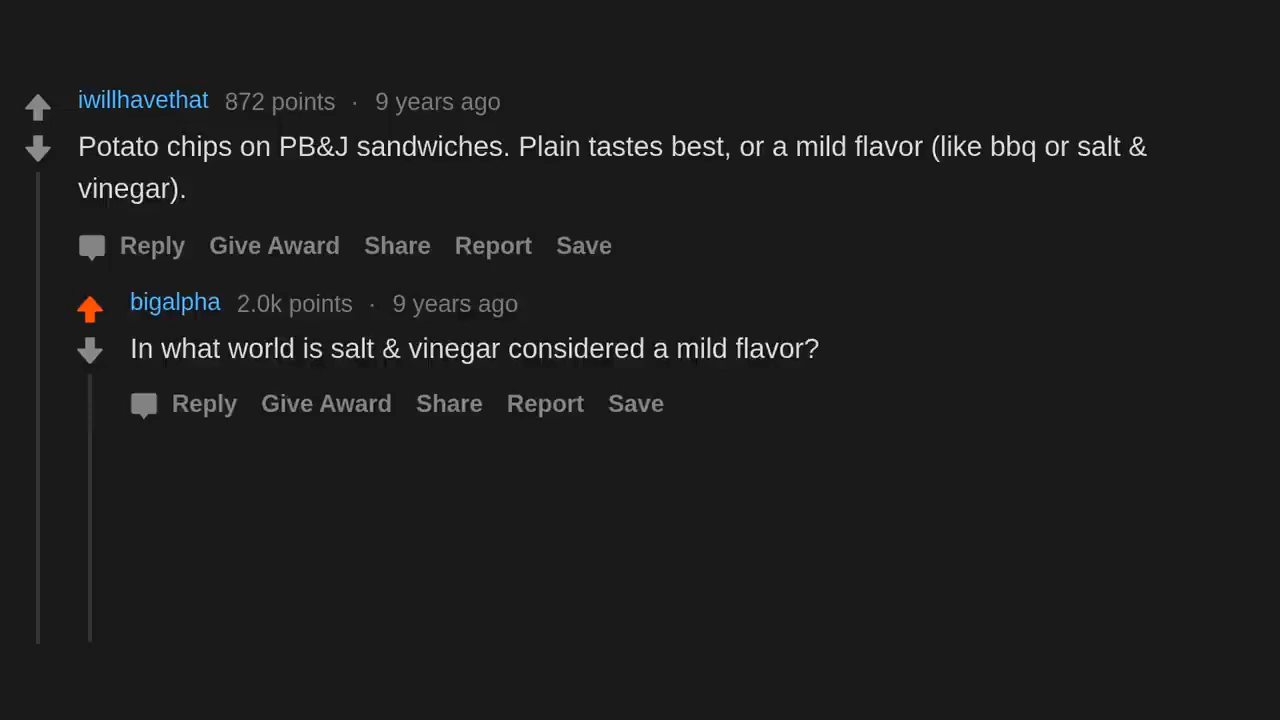 iwillhavethat 872 points · 9 years ago
Potato chips on PB&J sandwiches. Plain tastes best, or a mild flavor (like bbq or salt &
vinegar).
Reply Give Award Share Report Save
bigalpha 2.0k points · 9 years ago
In what world is salt & vinegar considered a mild flavor?
Reply Give Award Share Report Save